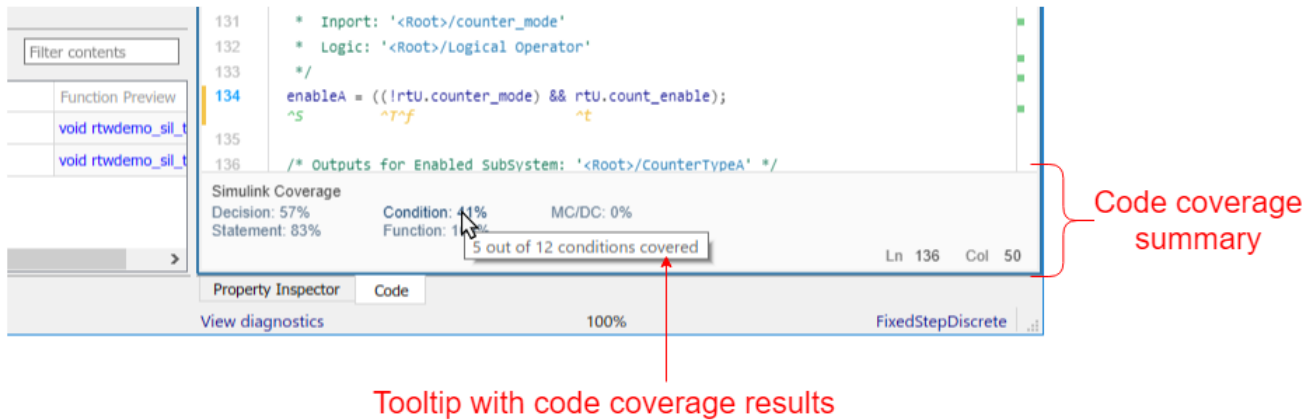 131 * Inport: '<Root>/counter_mode'
132 * Logic: '<Root>/Logical Operator'
133 */
134 enableA = ((!rtU.counter_mode) && rtU.count_enable);
^S ^T^f ^t
135
136 /* Outputs for Enabled SubSystem: '<Root>/CounterTypeA' */
Filter contents
Function Preview
void rtwdemo_sil_t
void rtwdemo_sil_t
Simulink Coverage
Decision: 57% Condition: 41% MC/DC: 0%
Statement: 83% Function:
5 out of 12 conditions covered
Ln 136 Col 50
Property Inspector Code
View diagnostics 100% FixedStepDiscrete
Code coverage
summary
Tooltip with code coverage results